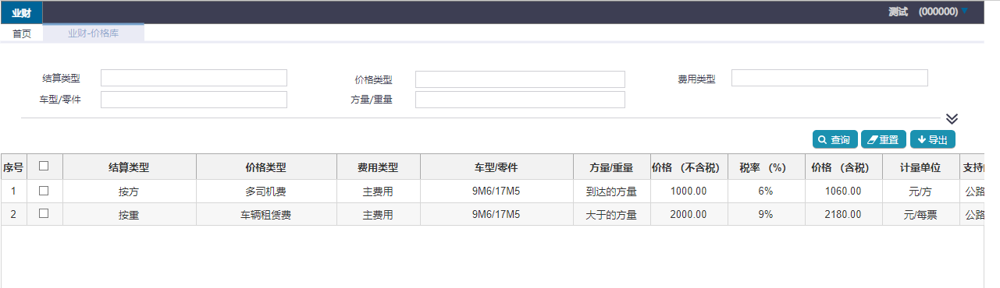 业财 测试 (000000)
首页 业财-价格库
结算类型 价格类型 费用类型
车型/零件 方量/重量
查询 重置 导出
序号 结算类型 价格类型 费用类型 车型/零件 方量/重量 价格 （不含税） 税率 （%） 价格 （含税） 计量单位 支持
1 按方 多司机费 主费用 9M6/17M5 到达的方量 1000.00 6% 1060.00 元/方 公路
2 按重 车辆租赁费 主费用 9M6/17M5 大于的方量 2000.00 9% 2180.00 元/每票 公路